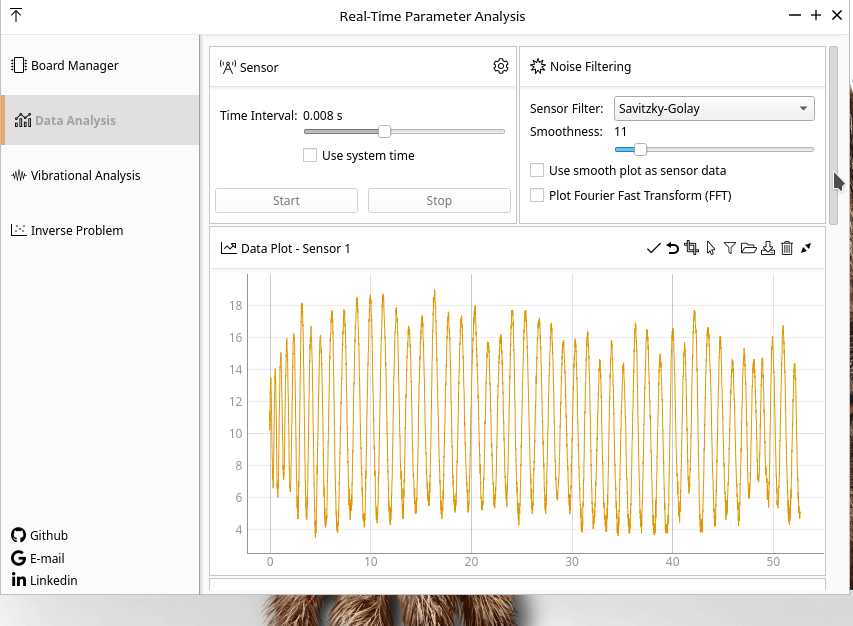 Real-Time Parameter Analysis
Board Manager
Data Analysis
Vibrational Analysis
Inverse Problem
Github
E-mail
Linkedin
Sensor
Time Interval: 0.008 s
Use system time
Start
Stop
Noise Filtering
Sensor Filter: Savitzky-Golay
Smoothness: 11
Use smooth plot as sensor data
Plot Fourier Fast Transform (FFT)
Data Plot - Sensor 1
18
16
14
12
10
8
6
4
0 10 20 30 40 50